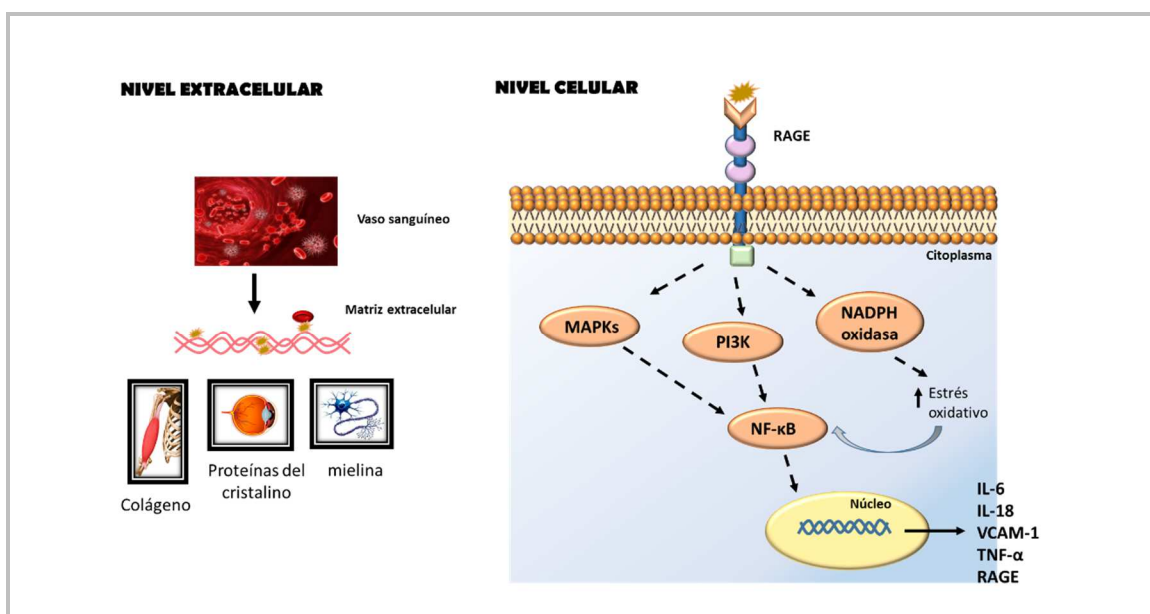 NIVEL EXTRACELULAR
Vaso sanguíneo
Matriz extracelular
Colágeno
Proteínas del
cristalino
mielina
NIVEL CELULAR
RAGE
Citoplasma
MAPKs
PI3K
NADPH
oxidasa
Estrés
oxidativo
NF-κB
Núcleo
IL-6
IL-18
VCAM-1
TNF-α
RAGE